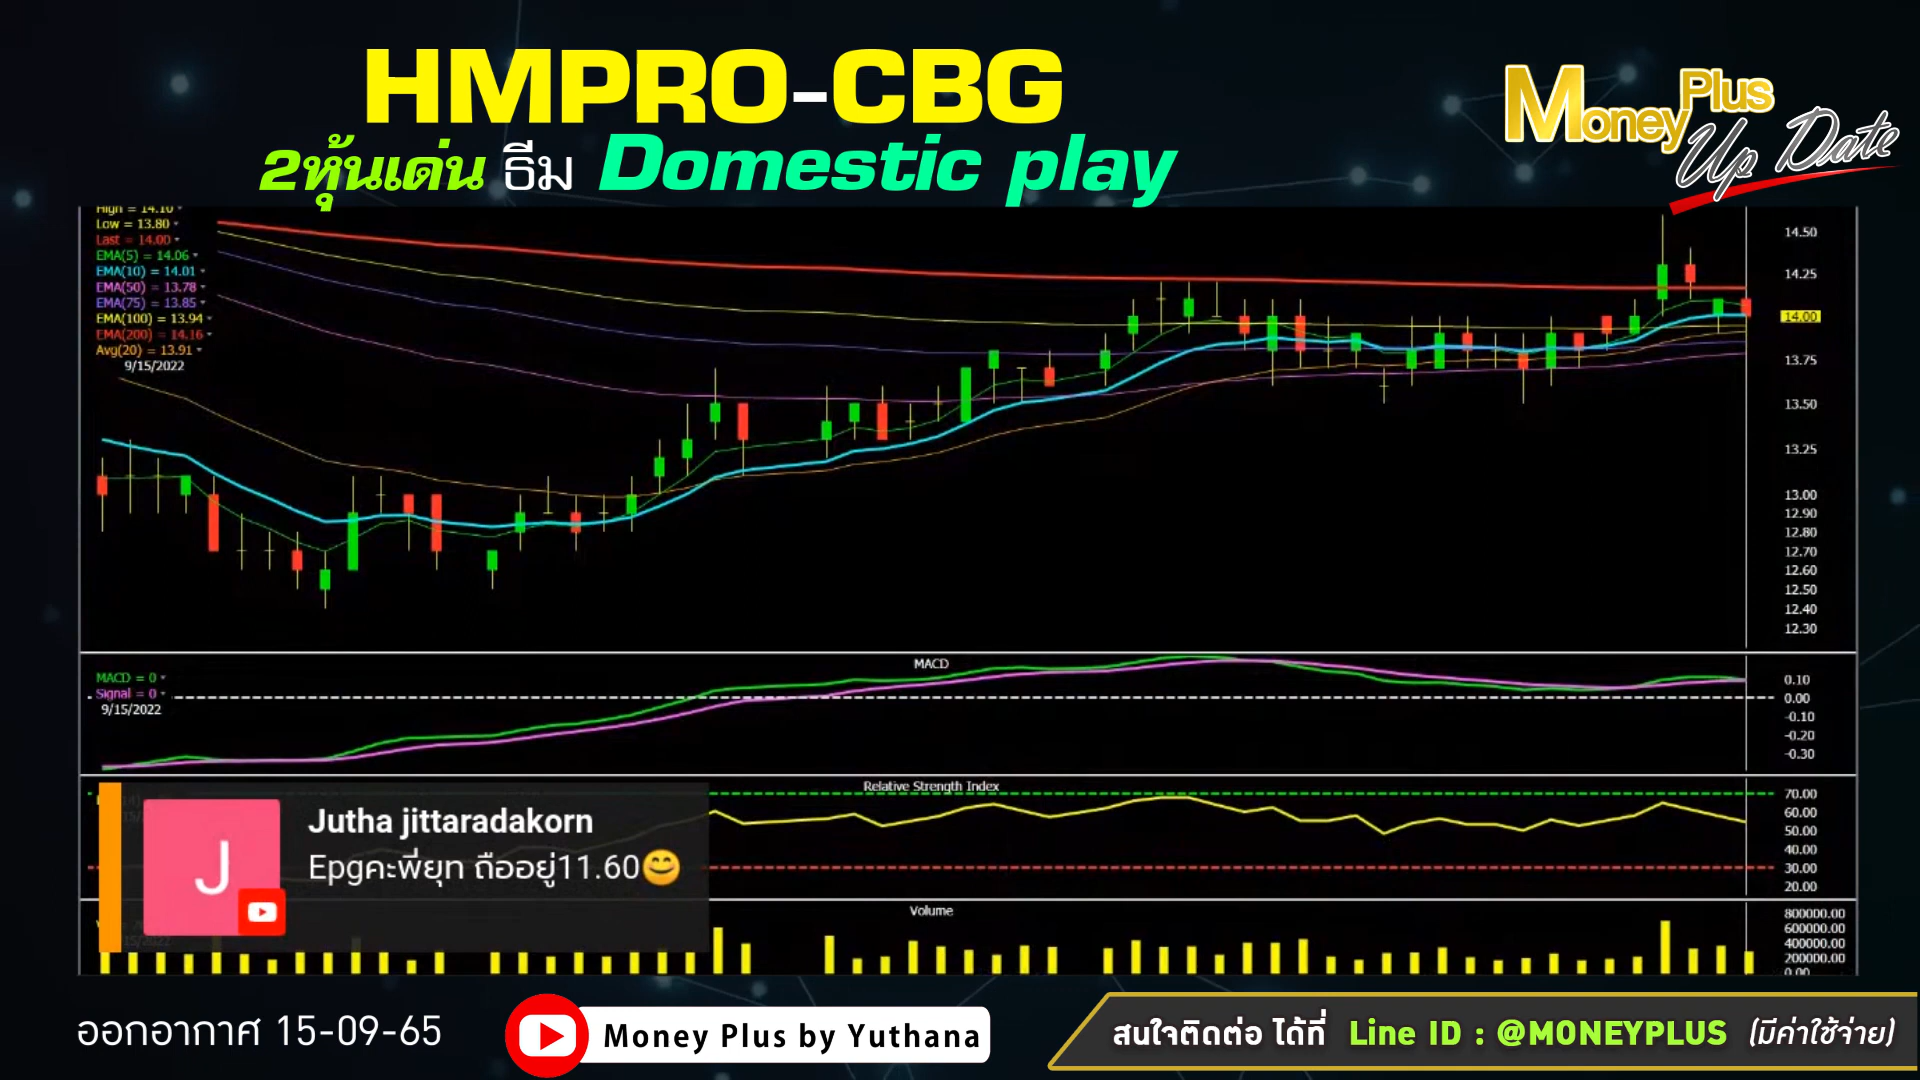 HMPRO-CBG
2หุ้นเด่น ธีม Domestic play
Money Plus
Up Date
High = 14.10
Low = 13.80
Last = 14.00
EMA(5) = 14.06
EMA(10) = 14.01
EMA(50) = 13.78
EMA(75) = 13.85
EMA(100) = 13.94
EMA(200) = 14.16
Avg(20) = 13.91
9/15/2022
14.50
14.25
14.00
13.75
13.50
13.25
13.00
12.90
12.80
12.70
12.60
12.50
12.40
12.30
MACD
MACD = 0
Signal = 0
9/15/2022
0.10
0.00
-0.10
-0.20
-0.30
Relative Strength Index
70.00
60.00
50.00
40.00
30.00
20.00
J
Jutha jittaradakorn
Epgคะพี่ยุท ถืออยู่11.60😊
Volume
800000.00
600000.00
400000.00
200000.00
0.00
ออกอากาศ 15-09-65
Money Plus by Yuthana
สนใจติดต่อ ได้ที่ Line ID : @MONEYPLUS (มีค่าใช้จ่าย)